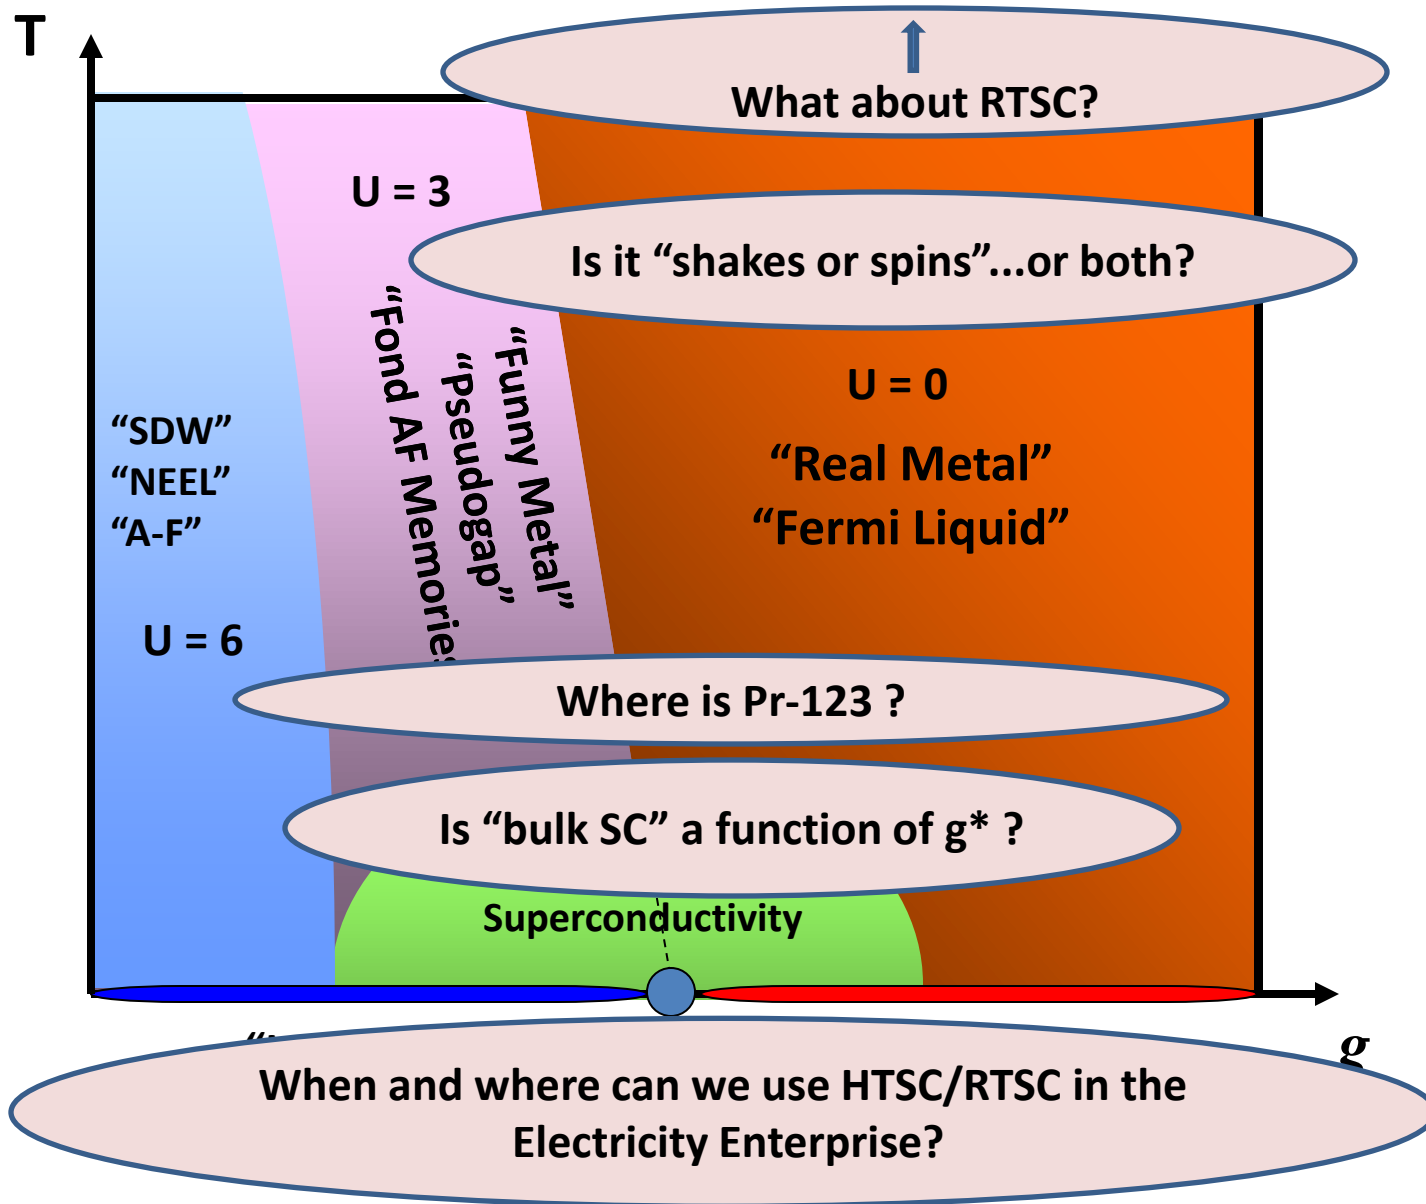 T
What about RTSC?
U = 3
Is it “shakes or spins”...or both?
“Fond AF Memories
“Pseudogap”
“Funny Metal”
U = 0
“Real Metal”
“Fermi Liquid”
“SDW”
“NEEL”
“A-F”
U = 6
Where is Pr-123 ?
Is “bulk SC” a function of g* ?
Superconductivity
g
When and where can we use HTSC/RTSC in the
Electricity Enterprise?